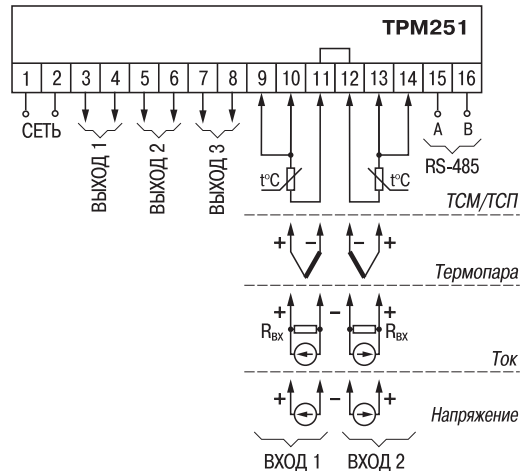 ТРМ251
1 2 3 4 5 6 7 8 9 10 11 12 13 14 15 16
СЕТЬ
ВЫХОД 1
ВЫХОД 2
ВЫХОД 3
A B
RS-485
t°C t°C
ТСМ/ТСП
+ – +
Термопара
+ – +
Rвх Rвх
Ток
+ – +
Напряжение
ВХОД 1 ВХОД 2